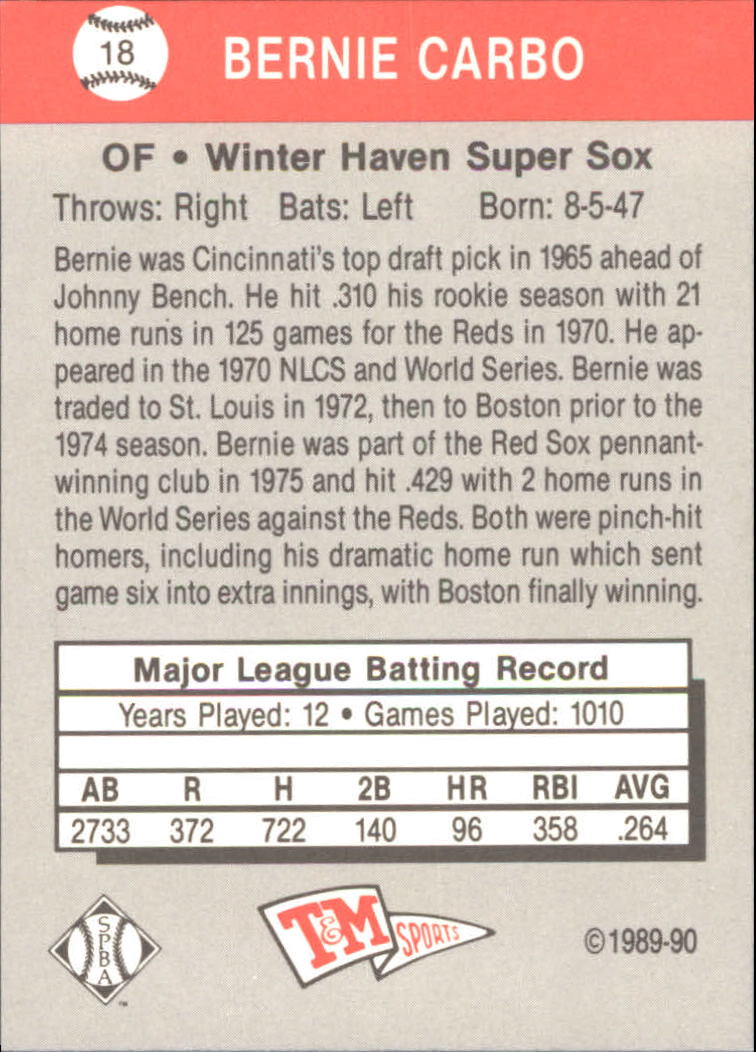 18
BERNIE CARBO
OF • Winter Haven Super Sox
Throws: Right Bats: Left Born: 8-5-47
Bernie was Cincinnati's top draft pick in 1965 ahead of
Johnny Bench. He hit .310 his rookie season with 21
home runs in 125 games for the Reds in 1970. He ap-
peared in the 1970 NLCS and World Series. Bernie was
traded to St. Louis in 1972, then to Boston prior to the
1974 season. Bernie was part of the Red Sox pennant-
winning club in 1975 and hit .429 with 2 home runs in
the World Series against the Reds. Both were pinch-hit
homers, including his dramatic home run which sent
game six into extra innings, with Boston finally winning.
Major League Batting Record
Years Played: 12 • Games Played: 1010
AB R H 2B HR RBI AVG
2733 372 722 140 96 358 .264
SPBA
™
T&M
SPORTS
©1989-90